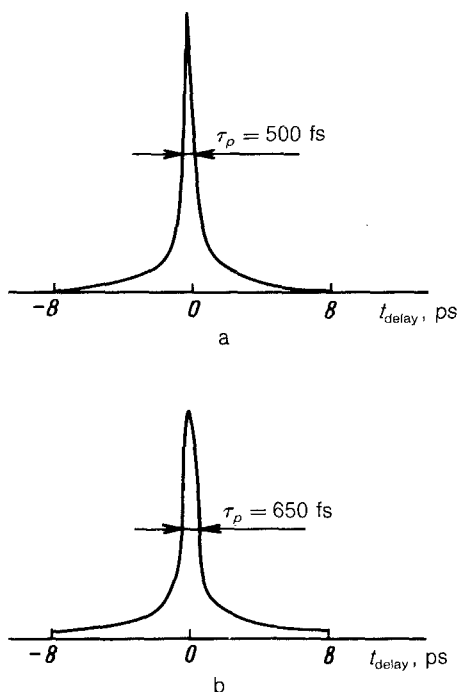 τp = 500 fs
-8 0 8 tdelay, ps
a
τp = 650 fs
-8 0 8 tdelay, ps
b